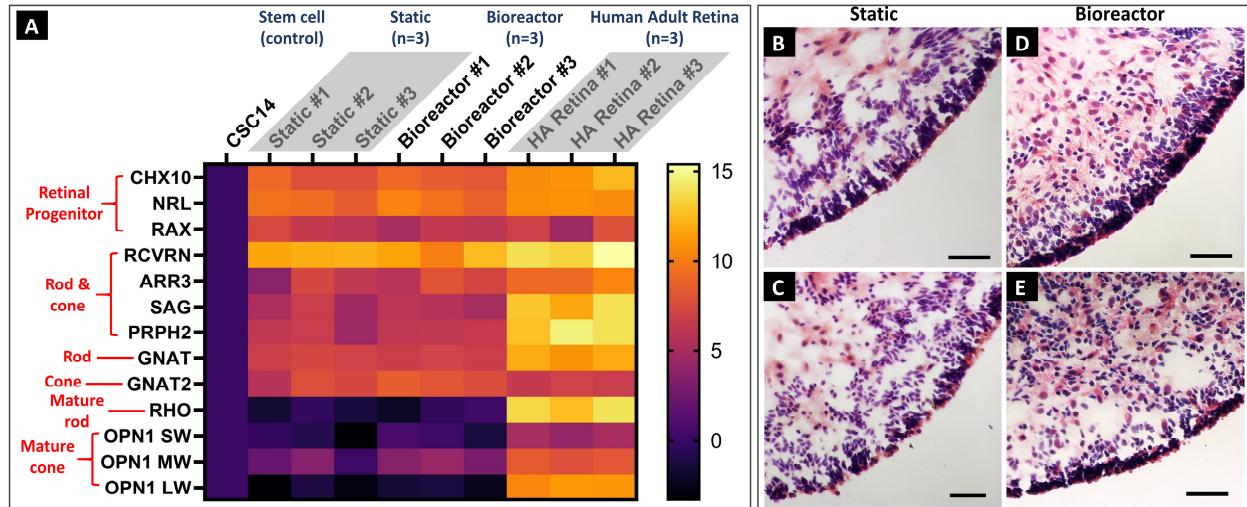 A
Stem cell
(control)
Static
(n=3)
Bioreactor
(n=3)
Human Adult Retina
(n=3)
CSC14
Static #1
Static #2
Static #3
Bioreactor #1
Bioreactor #2
Bioreactor #3
HA Retina #1
HA Retina #2
HA Retina #3
Retinal
Progenitor
CHX10
NRL
RAX
Rod &
cone
RCVRN
ARR3
SAG
PRPH2
Rod
GNAT
Cone
GNAT2
Mature
rod
RHO
Mature
cone
OPN1 SW
OPN1 MW
OPN1 LW
15
10
5
0
Static
Bioreactor
B
D
C
E